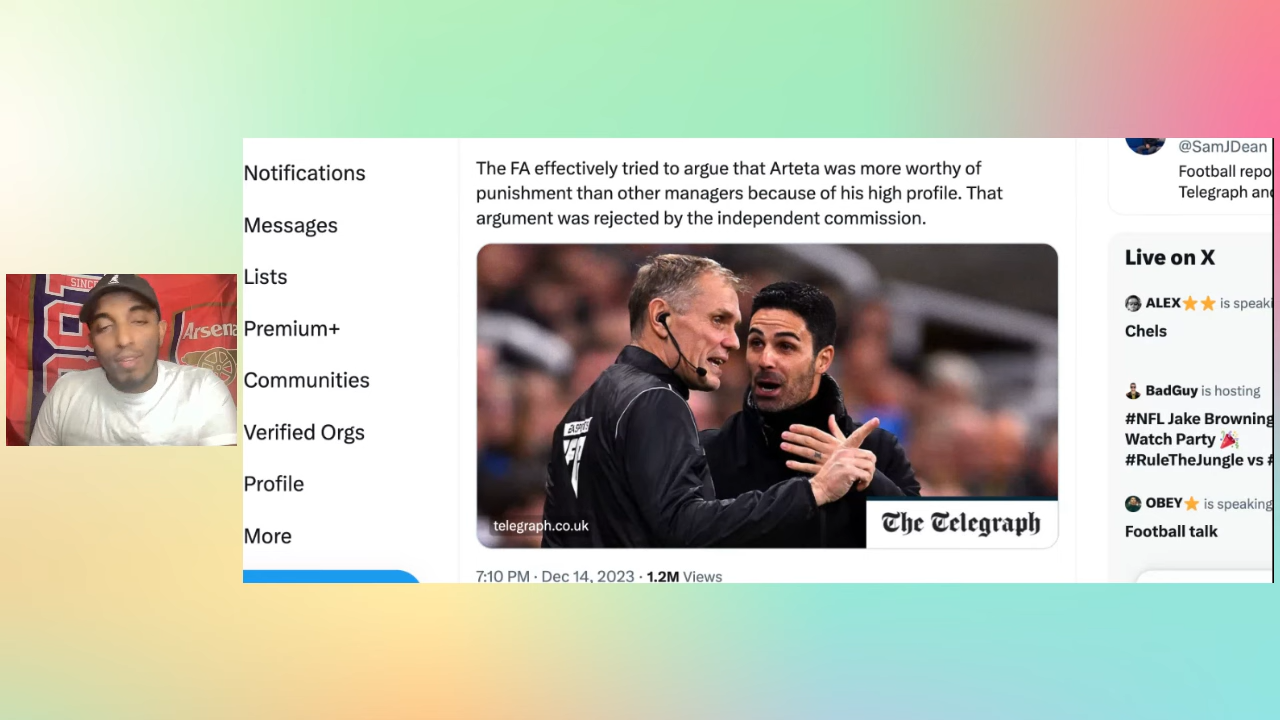 Notifications
Messages
Lists
Premium+
Communities
Verified Orgs
Profile
More
The FA effectively tried to argue that Arteta was more worthy of
punishment than other managers because of his high profile. That
argument was rejected by the independent commission.
telegraph.co.uk
The Telegraph
7:10 PM · Dec 14, 2023 · 1.2M Views
@SamJDean
Football repo
Telegraph and
Live on X
ALEX⭐⭐ is speaki
Chels
BadGuy is hosting
#NFL Jake Browning
Watch Party 🎉
#RuleTheJungle vs #
OBEY⭐ is speaking
Football talk
SINC
Arsena